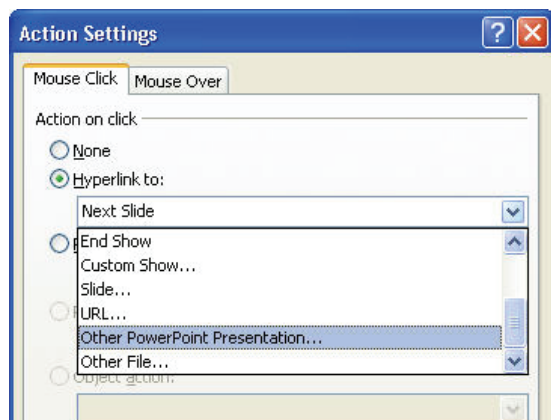 Action Settings
Mouse Click Mouse Over
Action on click
None
Hyperlink to:
Next Slide
End Show
Custom Show...
Slide...
URL...
Other PowerPoint Presentation...
Other File...
Object action: